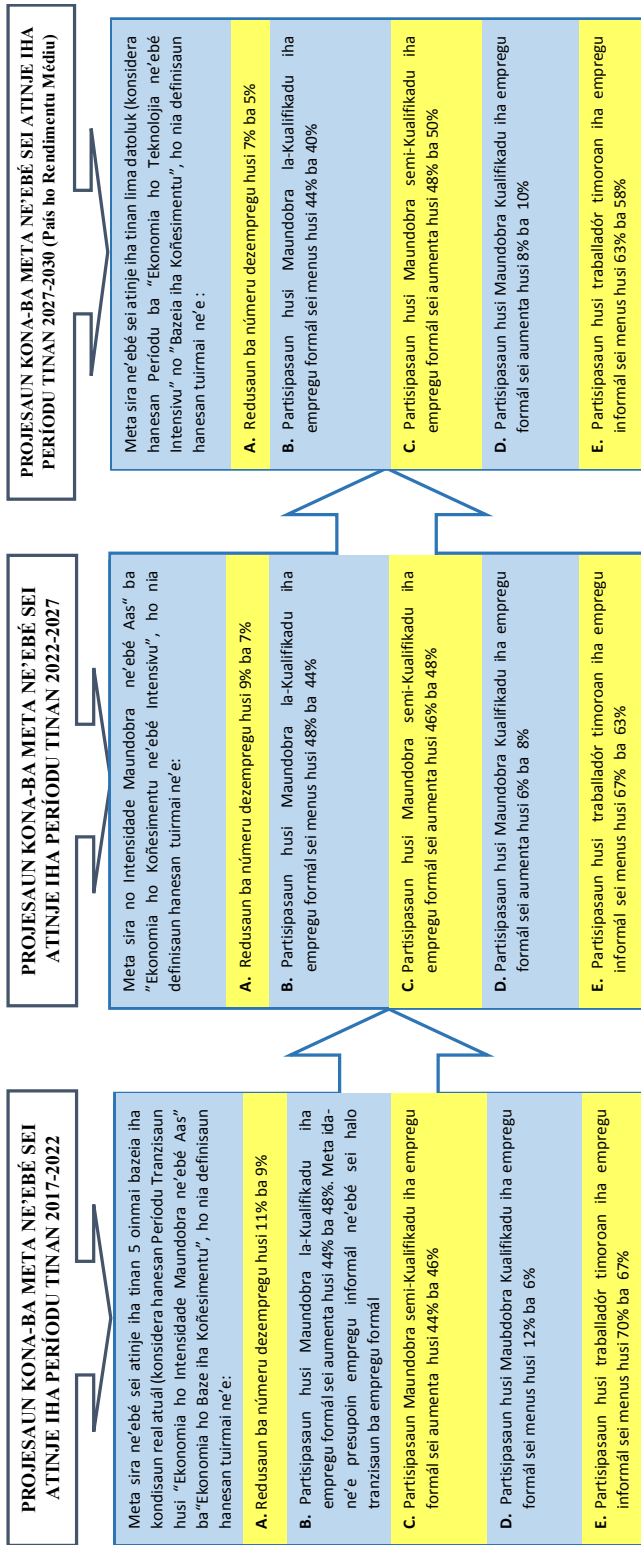 PROJESAUN KONA-BA META NE’EBÉ SEI
ATINJE IHA PERÍODU TINAN 2017-2022
Meta sira ne’ebé sei atinje iha tinan 5 oinmai bazeia iha
kondisaun real atuál (konsidera hanesan Períodu Tranzisaun
husi “Ekonomia ho Intensidade Maundobra ne’ebé Aas”
ba “Ekonomia ho Baze iha Koñesimentu”, ho nia definisaun
hanesan tuirmai ne’e:
A. Redusaun ba númeru dezempregu husi 11% ba 9%
B. Partisipasaun husi Maundobra la-Kualifikadu iha
empregu formál sei aumenta husi 44% ba 48%. Meta ida-
ne’e presupoin empregu informál ne’ebé sei halo
tranzisaun ba empregu formál
C. Partisipasaun Maundobra semi-Kualifikadu iha empregu
formál sei aumenta husi 44% ba 46%
D. Partisipasaun husi Maubdobra Kualifikadu iha empregu
formál sei menus husi 12% ba 6%
E. Partisipasaun husi traballadór timoroan iha empregu
informál sei menus husi 70% ba 67%
PROJESAUN KONA-BA META NE’EBÉ SEI
ATINJE IHA PERÍODU TINAN 2022-2027
Meta sira no Intensidade Maundobra ne’ebé Aas“ ba
”Ekonomia ho Koñesimentu ne’ebé Intensivu”, ho nia
definisaun hanesan tuirmai ne’e:
A. Redusaun ba númeru dezempregu husi 9% ba 7%
B. Partisipasaun husi Maundobra la-Kualifikadu iha
empregu formál sei menus husi 48% ba 44%
C. Partisipasaun husi Maundobra semi-Kualifikadu iha
empregu formál sei aumenta husi 46% ba 48%
D. Partisipasaun husi Maundobra Kualifikadu iha empregu
formál sei aumenta husi 6% ba 8%
E. Partisipasaun husi traballadór timoroan iha empregu
informál sei menus husi 67% ba 63%
PROJESAUN KONA-BA META NE’EBÉ SEI ATINJE IHA
PERÍODU TINAN 2027-2030 (País ho Rendimentu Médiu)
Meta sira ne’ebé sei atinje iha tinan lima datoluk (konsidera
hanesan Períodu ba “Ekonomia ho Teknolojia ne’ebé
Intensivu” no ”Bazeia iha Koñesimentu”, ho nia definisaun
hanesan tuirmai ne’e :
A. Redusaun ba númeru dezempregu husi 7% ba 5%
B. Partisipasaun husi Maundobra la-Kualifikadu iha
empregu formál sei menus husi 44% ba 40%
C. Partisipasaun husi Maundobra semi-Kualifikadu iha
empregu formál sei aumenta husi 48% ba 50%
D. Partisipasaun husi Maundobra Kualifikadu iha empregu
formál sei aumenta husi 8% ba 10%
E. Partisipasaun husi traballadór timoroan iha empregu
informál sei menus husi 63% ba 58%